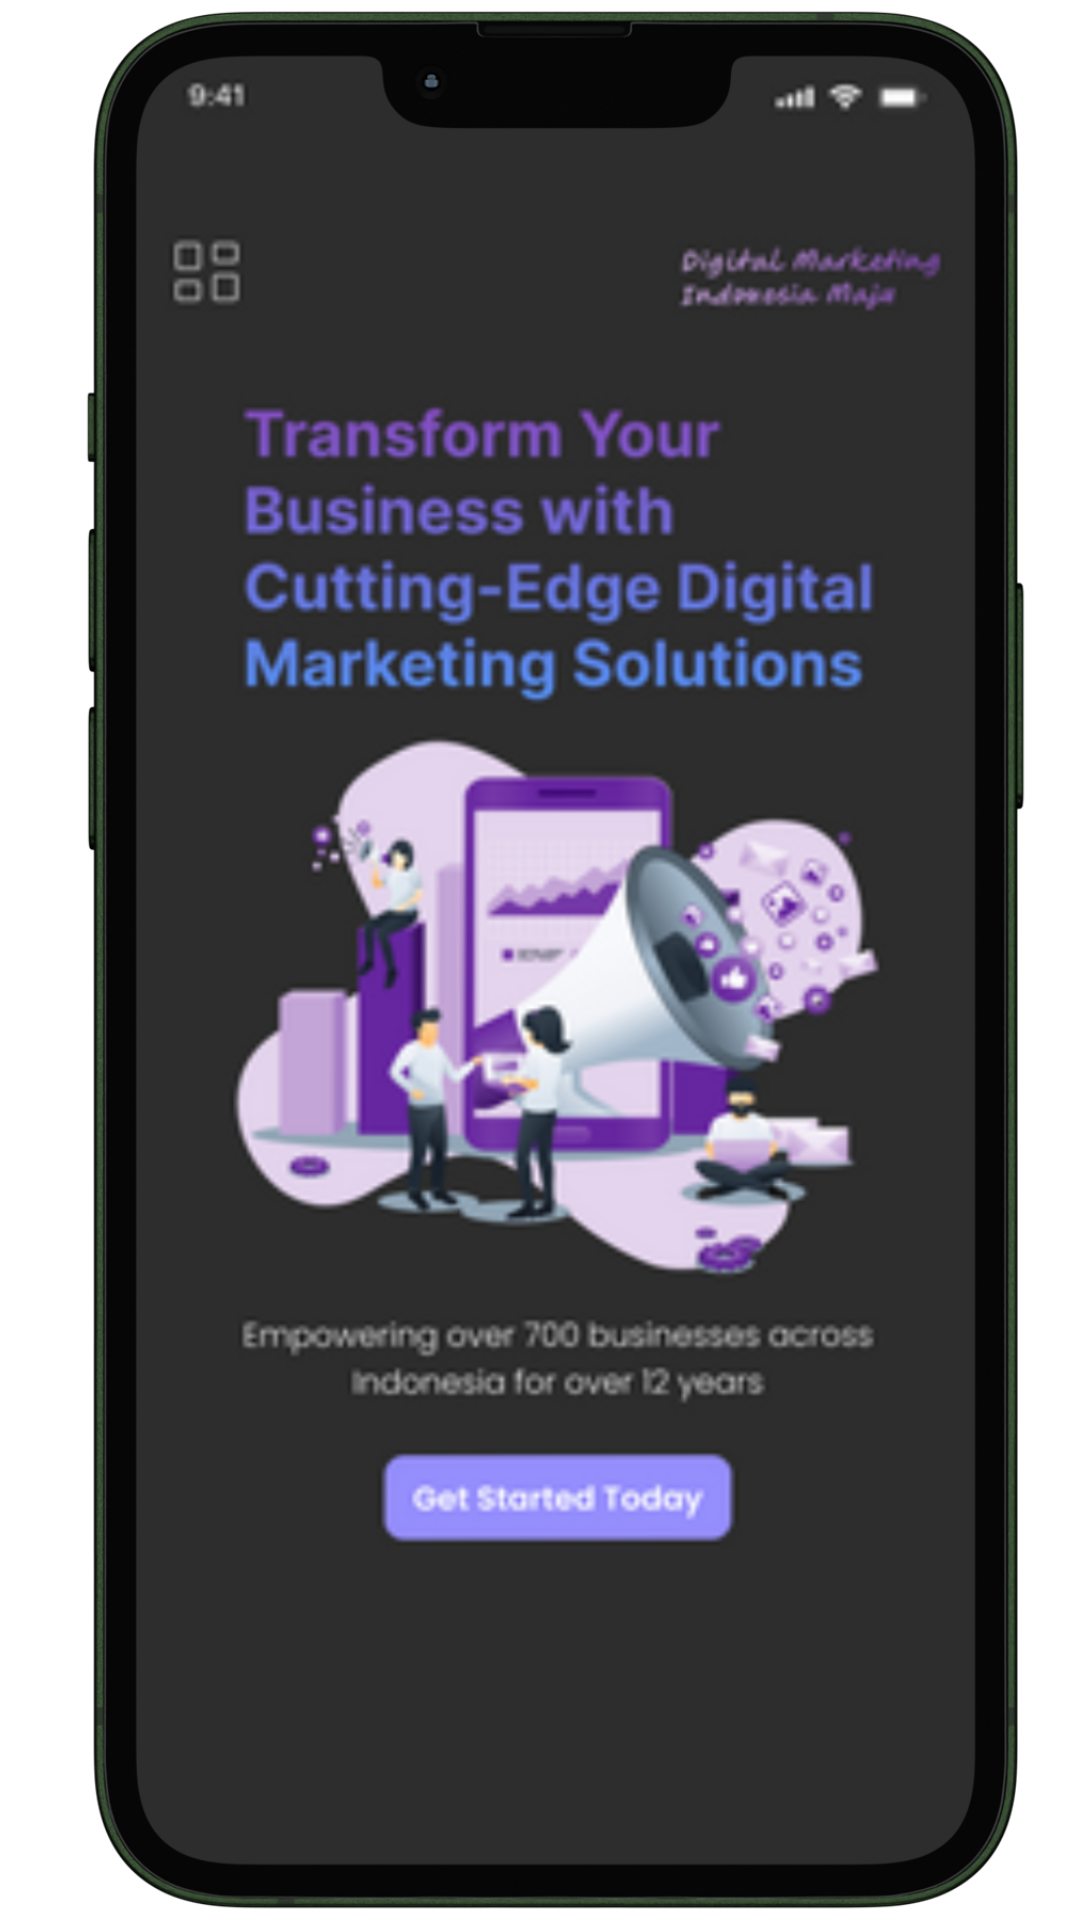 9:41
Digital Marketing
Indonesia Maju
Transform Your
Business with
Cutting-Edge Digital
Marketing Solutions
Empowering over 700 businesses across
Indonesia for over 12 years
Get Started Today